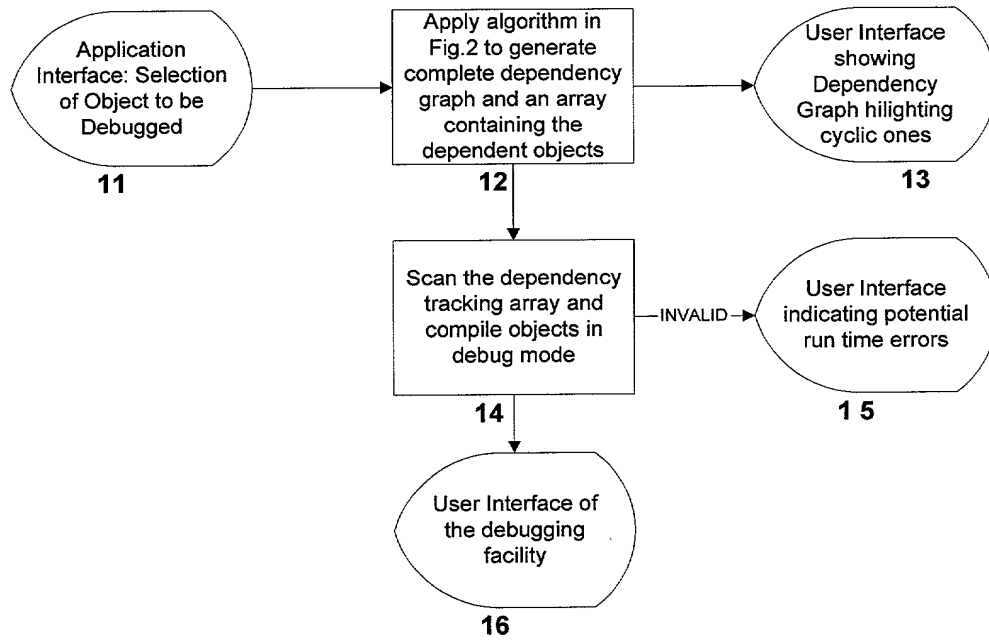 Application
Interface: Selection
of Object to be
Debugged
11
Apply algorithm in
Fig.2 to generate
complete dependency
graph and an array
containing the
dependent objects
12
User Interface
showing
Dependency
Graph hilighting
cyclic ones
13
Scan the dependency
tracking array and
compile objects in
debug mode
14
INVALID
User Interface
indicating potential
run time errors
1 5
User Interface of
the debugging
facility
16